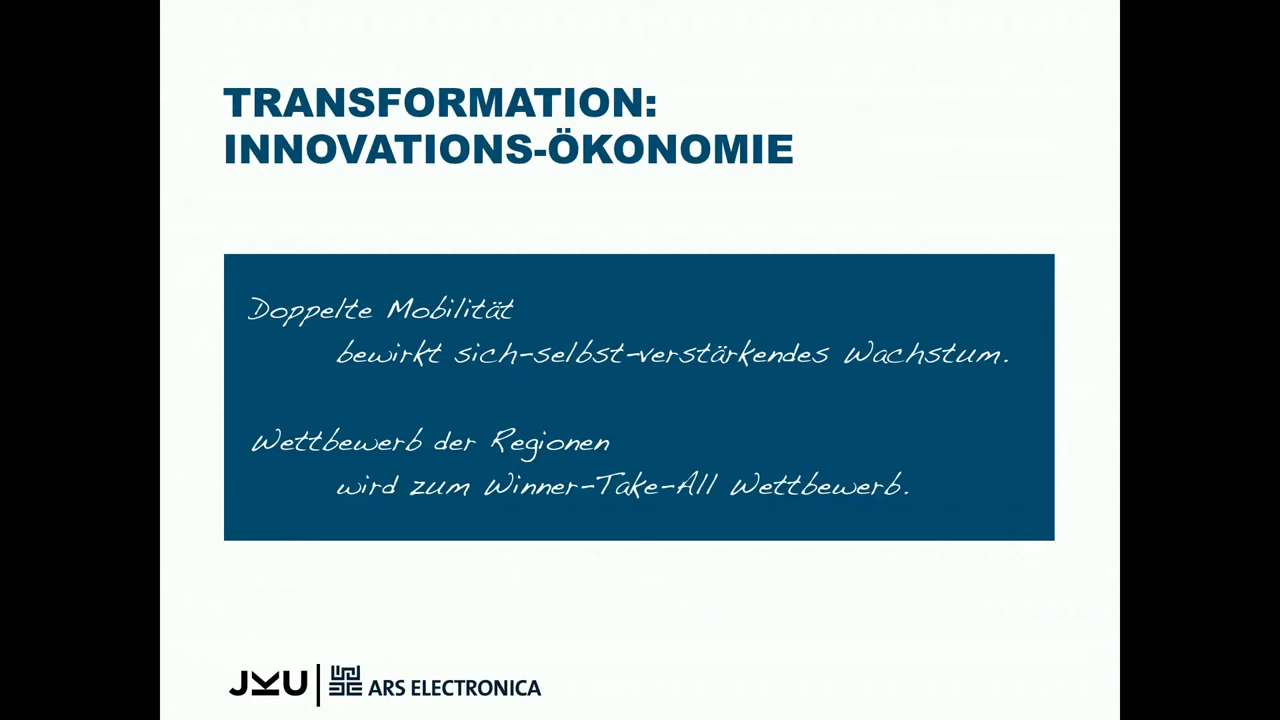 TRANSFORMATION:
INNOVATIONS-ÖKONOMIE
Doppelte Mobilität
bewirkt sich-selbst-verstärkendes Wachstum.
Wettbewerb der Regionen
wird zum Winner-Take-All Wettbewerb.
JKU | ARS ELECTRONICA